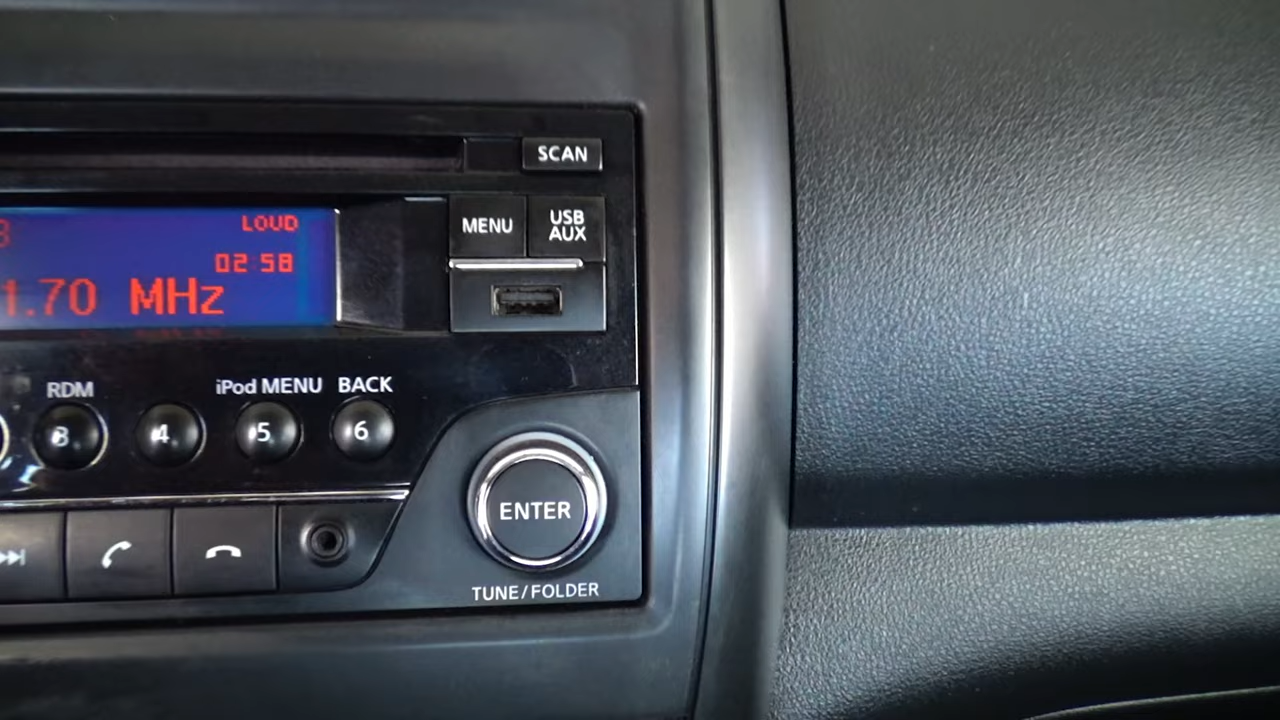 SCAN
LOUD
MENU
USB
AUX
02:58
1.70 MHz
RDM
iPod MENU
BACK
3
4
5
6
ENTER
TUNE/FOLDER